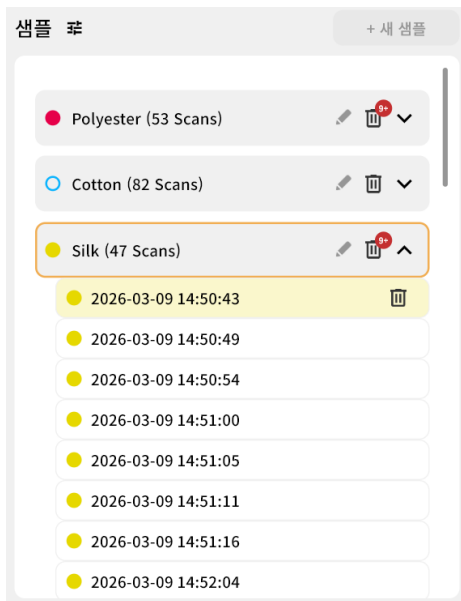 샘플
+ 새 샘플
Polyester (53 Scans)
9+
Cotton (82 Scans)
Silk (47 Scans)
9+
2026-03-09 14:50:43
2026-03-09 14:50:49
2026-03-09 14:50:54
2026-03-09 14:51:00
2026-03-09 14:51:05
2026-03-09 14:51:11
2026-03-09 14:51:16
2026-03-09 14:52:04